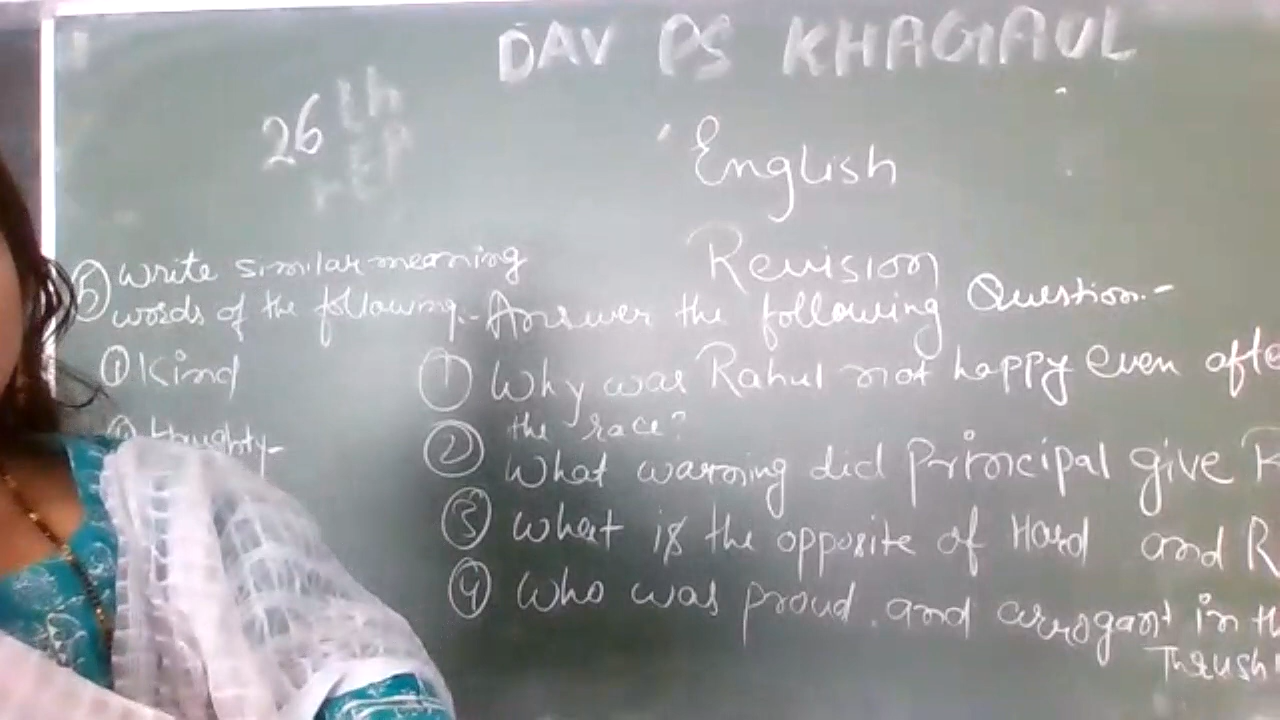 DAV PS KHAGAUL
26th
English
Revision
⑤ Write similar meaning
words of the following:-
① Kind
② Haughty-
Answer the following Question:-
① Why was Rahul not happy even afte
the race?
② What warning did Principal give
③ What is the opposite of Hard and R
④ Who was proud and arrogant in th
Thrush